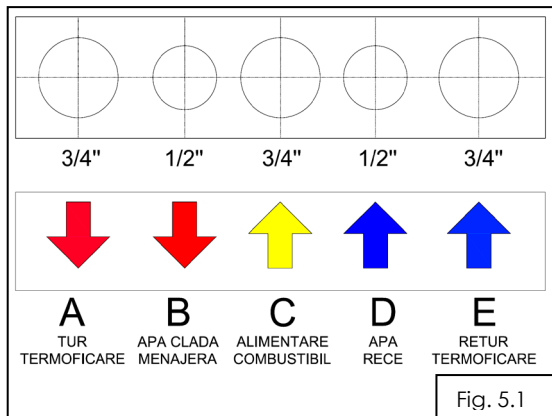 3/4" 1/2" 3/4" 1/2" 3/4"
A B C D E
TUR TERMOFICARE
APA CLADA MENAJERA
ALIMENTARE COMBUSTIBIL
APA RECE
RETUR TERMOFICARE
Fig. 5.1